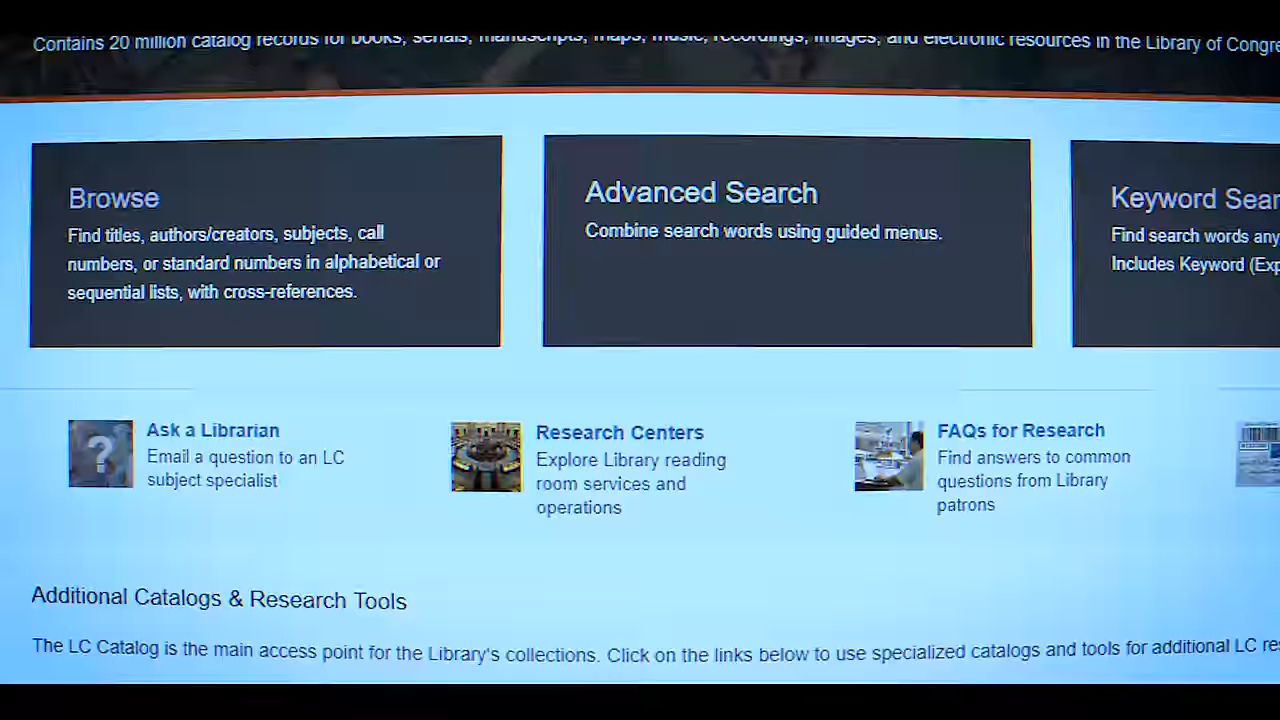 Contains 20 million catalog records for books, serials, manuscripts, maps, music, recordings, images, and electronic resources in the Library of Congre
Browse
Find titles, authors/creators, subjects, call
numbers, or standard numbers in alphabetical or
sequential lists, with cross-references.
Advanced Search
Combine search words using guided menus.
Keyword Sear
Find search words any
Includes Keyword (Exp
Ask a Librarian
Email a question to an LC
subject specialist
Research Centers
Explore Library reading
room services and
operations
FAQs for Research
Find answers to common
questions from Library
patrons
Additional Catalogs & Research Tools
The LC Catalog is the main access point for the Library's collections. Click on the links below to use specialized catalogs and tools for additional LC res